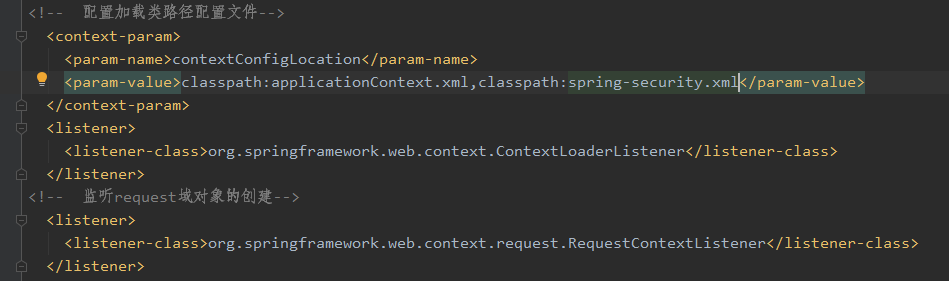 <!--  配置加载类路径配置文件-->
<context-param>
<param-name>contextConfigLocation</param-name>
<param-value>classpath:applicationContext.xml,classpath:spring-security.xml</param-value>
</context-param>
<listener>
<listener-class>org.springframework.web.context.ContextLoaderListener</listener-class>
</listener>
<!--  监听request域对象的创建-->
<listener>
<listener-class>org.springframework.web.context.request.RequestContextListener</listener-class>
</listener>